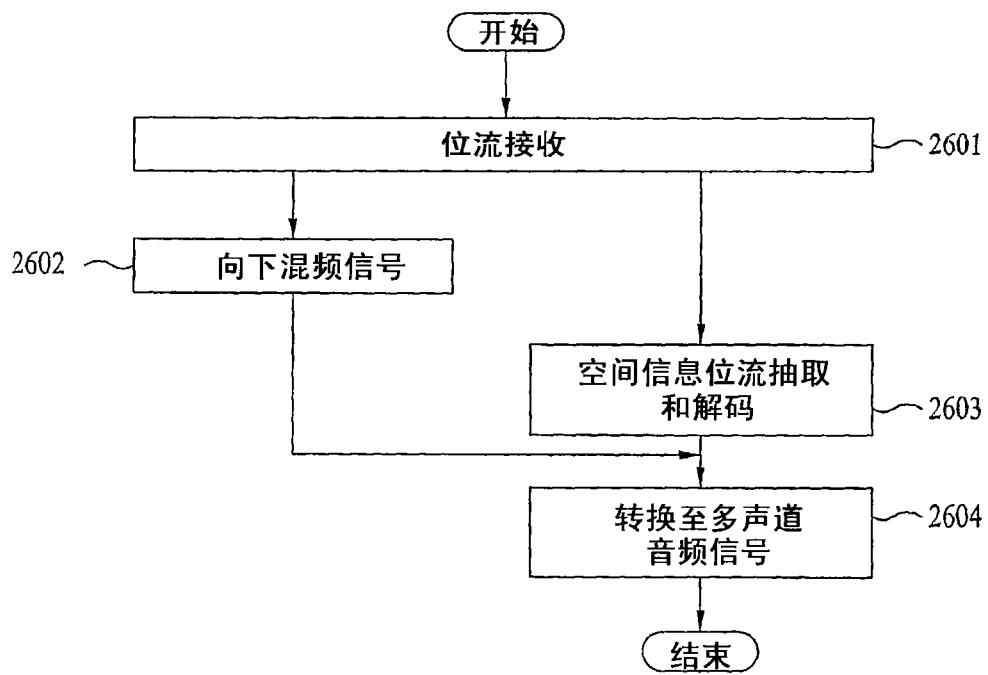 开始
位流接收
2601
2602
向下混频信号
空间信息位流抽取
和解码
2603
转换至多声道
音频信号
2604
结束